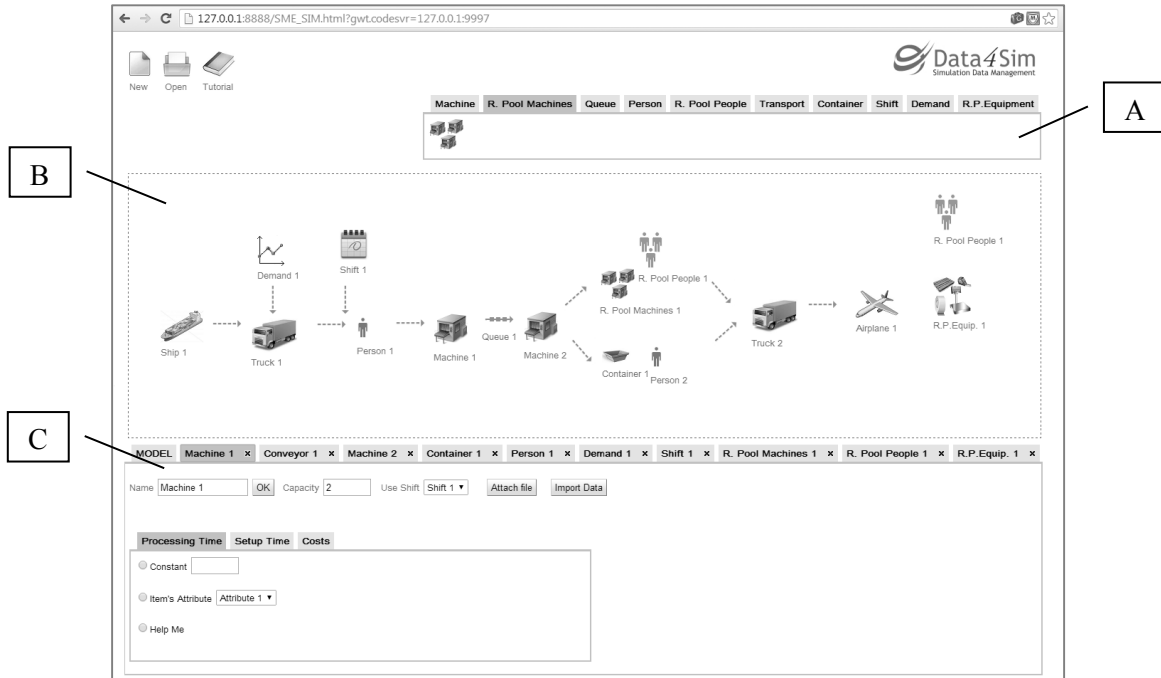 127.0.0.1:8888/SME_SIM.html?gwt.codesvr=127.0.0.1:9997
New Open Tutorial
Data4Sim
Simulation Data Management
Machine R. Pool Machines Queue Person R. Pool People Transport Container Shift Demand R.P.Equipment
A
B
R. Pool People 1
Demand 1
Shift 1
R. Pool People 1
R. Pool Machines 1
R.P.Equip. 1
Ship 1
Truck 1
Person 1
Machine 1
Queue 1
Machine 2
Container 1
Person 2
Truck 2
Airplane 1
C
MODEL Machine 1 × Conveyor 1 × Machine 2 × Container 1 × Person 1 × Demand 1 × Shift 1 × R. Pool Machines 1 × R. Pool People 1 × R.P.Equip. 1 ×
Name Machine 1 OK Capacity 2 Use Shift Shift 1 Attach file Import Data
Processing Time Setup Time Costs
Constant
Item's Attribute Attribute 1
Help Me